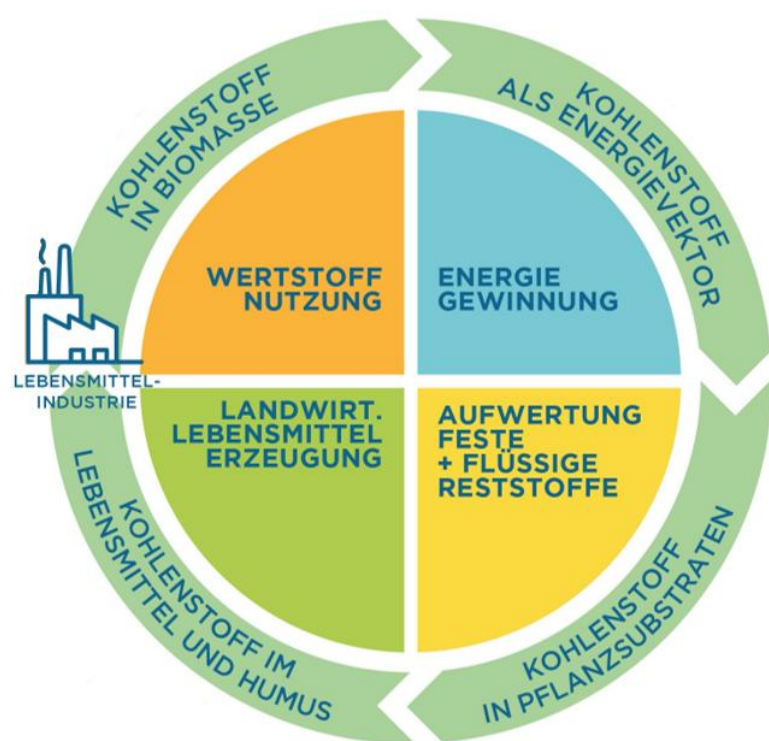 KOHLENSTOFF
IN BIOMASSE
KOHLENSTOFF
ALS ENERGIEVEKTOR
WERTSTOFF
NUTZUNG
ENERGIE
GEWINNUNG
LEBENSMITTEL-
INDUSTRIE
LANDWIRT.
LEBENSMITTEL
ERZEUGUNG
AUFWERTUNG
FESTE
+ FLÜSSIGE
RESTSTOFFE
KOHLENSTOFF IM
LEBENSMITTEL UND HUMUS
KOHLENSTOFF
IN PFLANZSUBSTRATEN